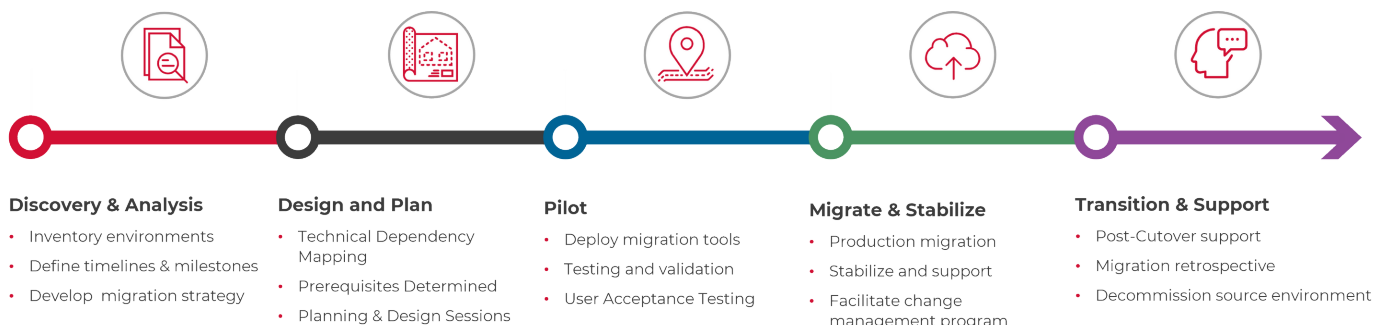 Discovery & Analysis
Inventory environments
Define timelines & milestones
Develop migration strategy
Design and Plan
Technical Dependency
Mapping
Prerequisites Determined
Planning & Design Sessions
Pilot
Deploy migration tools
Testing and validation
User Acceptance Testing
Migrate & Stabilize
Production migration
Stabilize and support
Facilitate change
management program
Transition & Support
Post-Cutover support
Migration retrospective
Decommission source environment